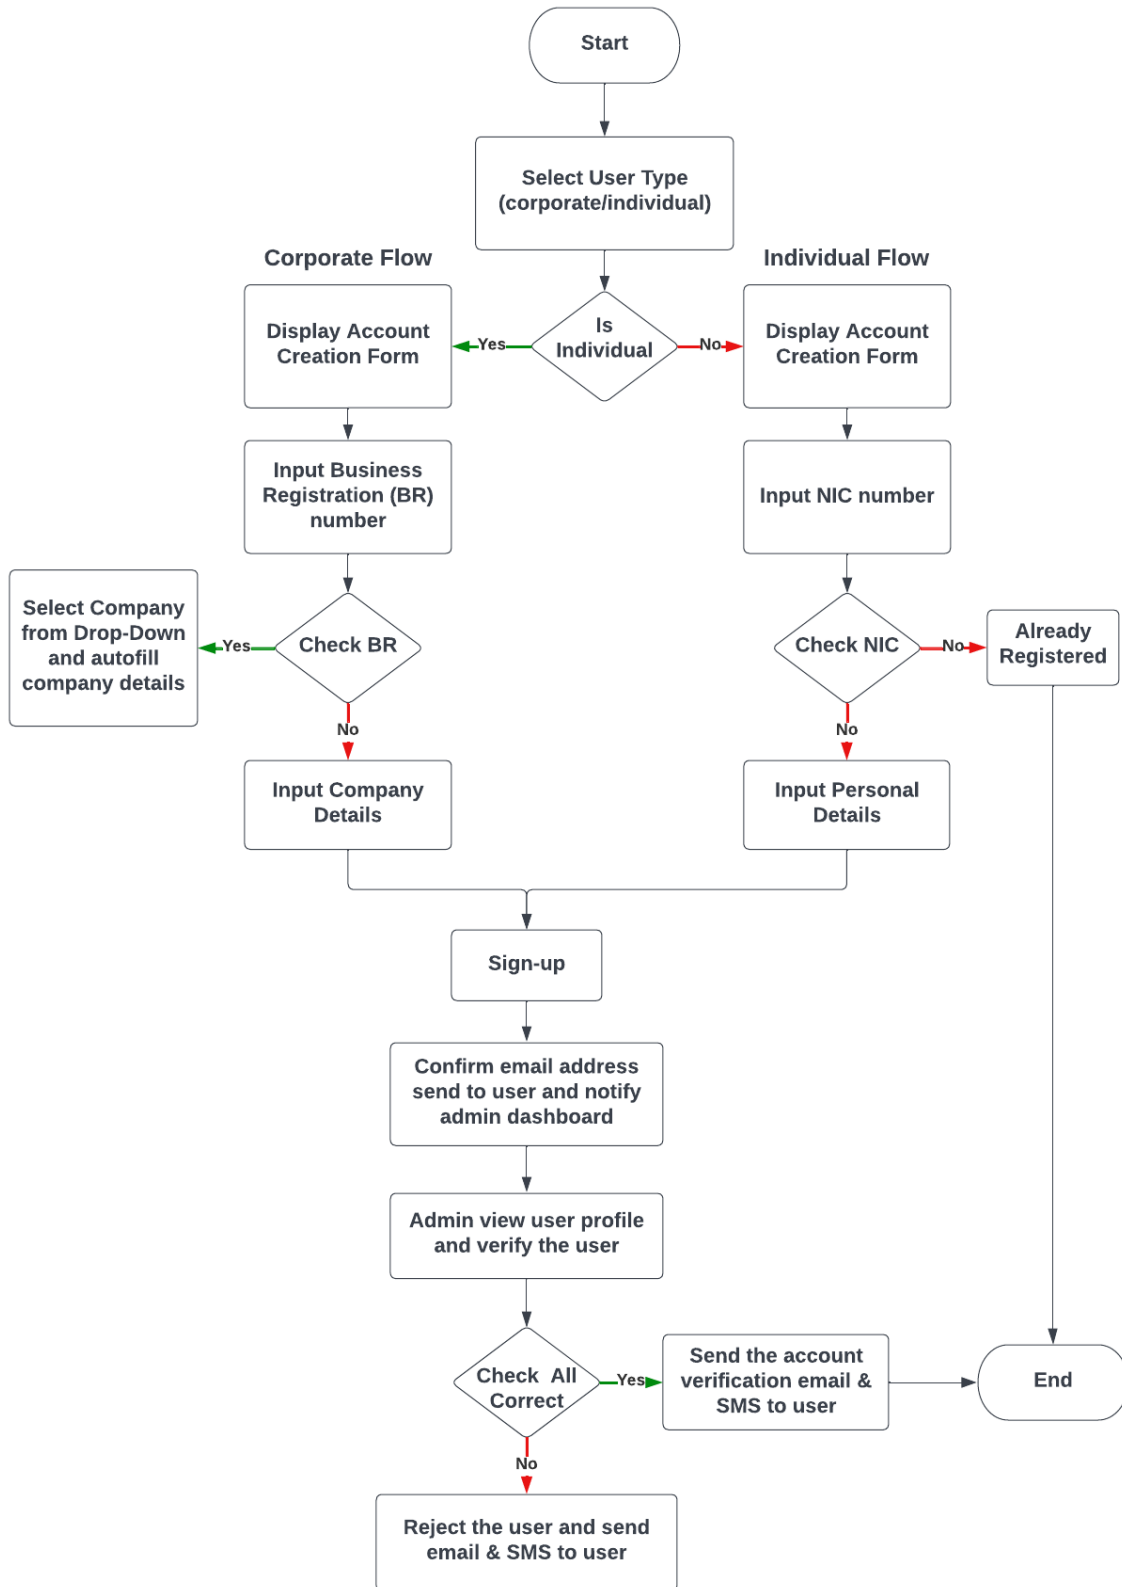 Start
Select User Type
(corporate/individual)
Corporate Flow
Individual Flow
Display Account
Creation Form
Yes
Is
Individual
No
Display Account
Creation Form
Input Business
Registration (BR)
number
Input NIC number
Select Company
from Drop-Down
and autofill
company details
Yes
Check BR
No
Check NIC
No
Already
Registered
No
Input Company
Details
Input Personal
Details
Sign-up
Confirm email address
send to user and notify
admin dashboard
Admin view user profile
and verify the user
Check All
Correct
Yes
Send the account
verification email &
SMS to user
End
No
Reject the user and send
email & SMS to user